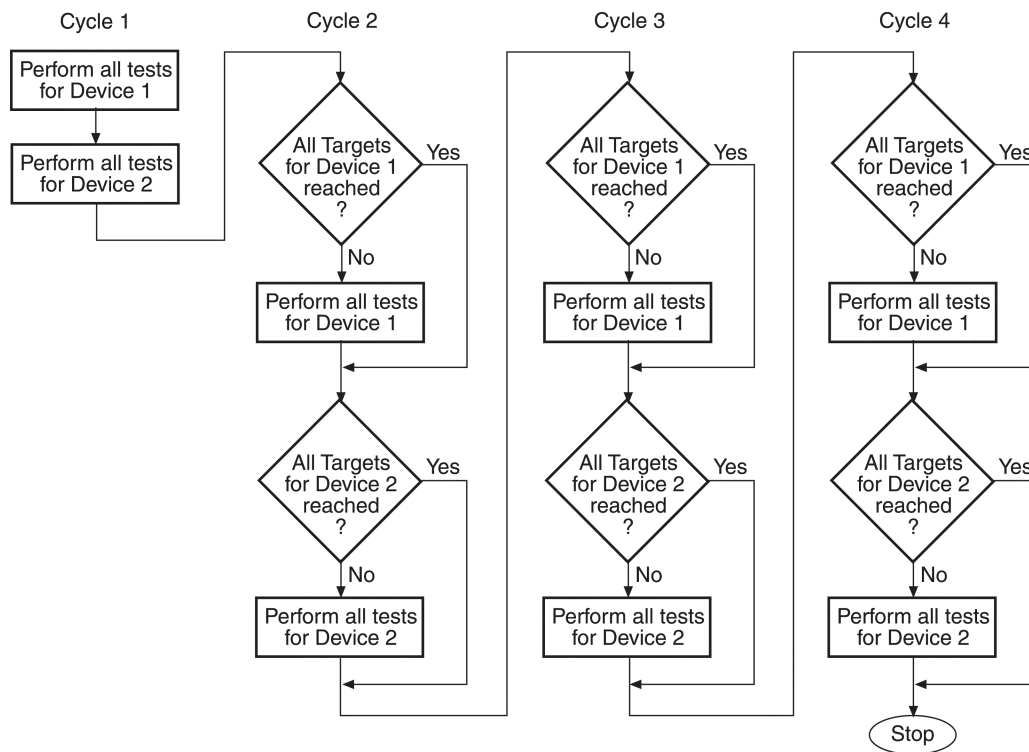 Cycle 1
Perform all tests
for Device 1
Perform all tests
for Device 2
Cycle 2
All Targets
for Device 1
reached
?
Yes
No
Perform all tests
for Device 1
All Targets
for Device 2
reached
?
Yes
No
Perform all tests
for Device 2
Cycle 3
All Targets
for Device 1
reached
?
Yes
No
Perform all tests
for Device 1
All Targets
for Device 2
reached
?
Yes
No
Perform all tests
for Device 2
Cycle 4
All Targets
for Device 1
reached
?
Yes
No
Perform all tests
for Device 1
All Targets
for Device 2
reached
?
Yes
No
Perform all tests
for Device 2
Stop